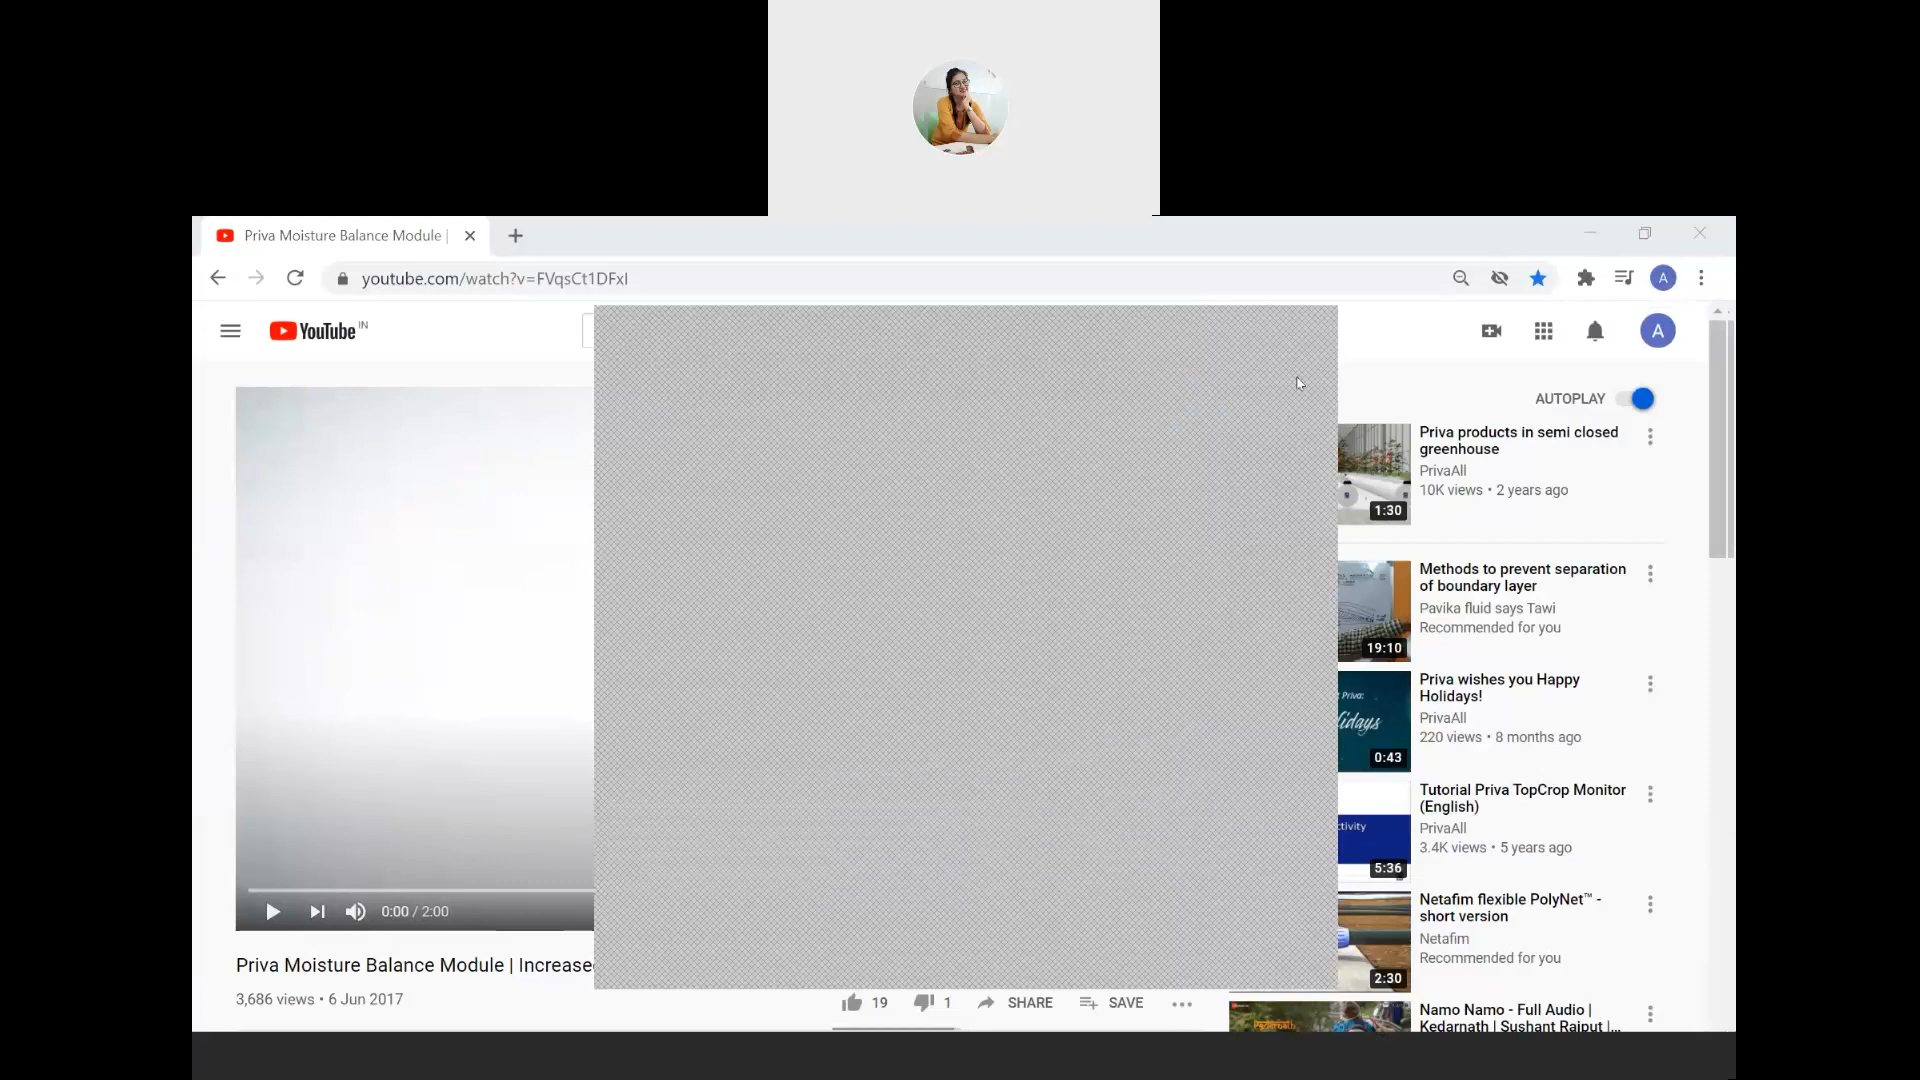 Priva Moisture Balance Module |
youtube.com/watch?v=FVqsCt1DFxI
A
YouTube IN
A
AUTOPLAY
Priva products in semi closed
greenhouse
PrivaAll
10K views • 2 years ago
1:30
Methods to prevent separation
of boundary layer
Pavika fluid says Tawi
Recommended for you
19:10
Priva wishes you Happy
Holidays!
PrivaAll
220 views • 8 months ago
Priva:
lidays
0:43
Tutorial Priva TopCrop Monitor
(English)
PrivaAll
3.4K views • 5 years ago
ctivity
5:36
Netafim flexible PolyNet™ -
short version
Netafim
Recommended for you
2:30
Namo Namo - Full Audio |
Kedarnath | Sushant Rajput |...
Kedarnath
0:00 / 2:00
Priva Moisture Balance Module | Increase
3,686 views • 6 Jun 2017
19
1
SHARE
SAVE